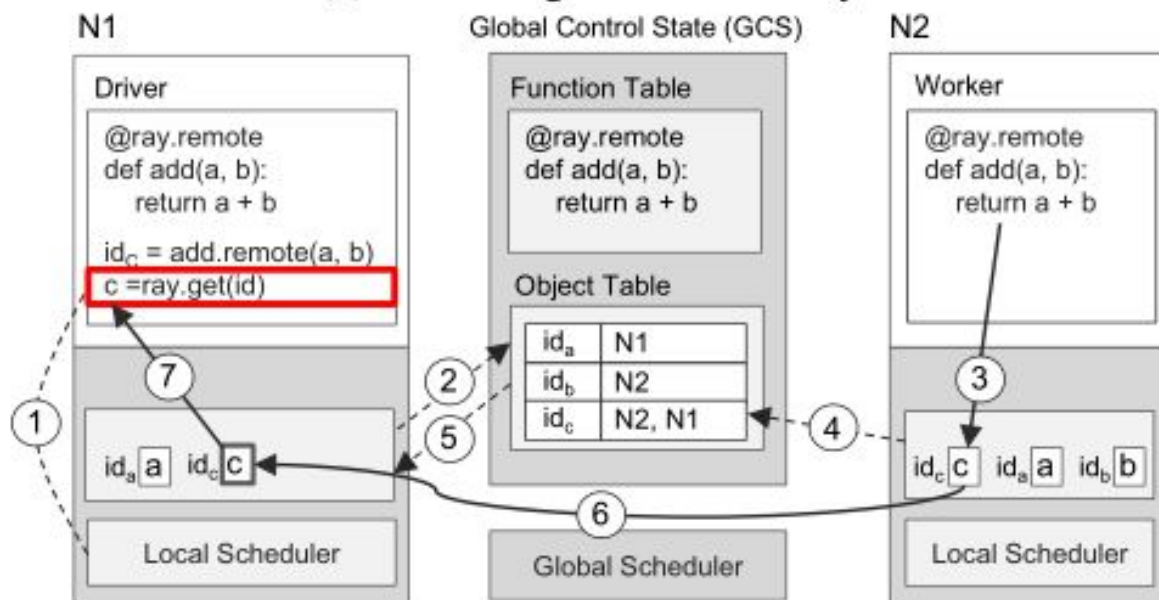 N1
Driver
@ray.remote
def add(a, b):
return a + b
idC = add.remote(a, b)
c =ray.get(id)
7
1
ida a idc c
Local Scheduler
Global Control State (GCS)
Function Table
@ray.remote
def add(a, b):
return a + b
Object Table
ida N1
idb N2
idc N2, N1
2
5
4
6
Global Scheduler
N2
Worker
@ray.remote
def add(a, b):
return a + b
3
idc c ida a idb b
Local Scheduler